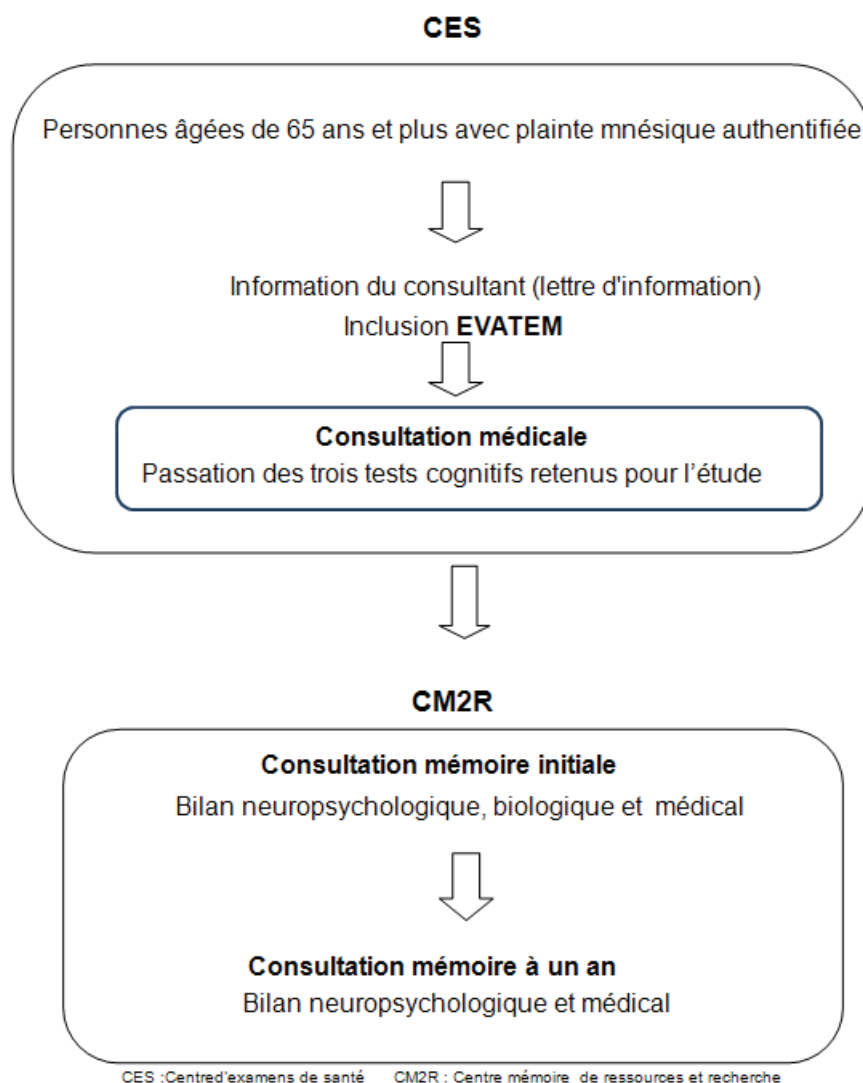 CES
Personnes âgées de 65 ans et plus avec plainte mnésique authentifiée
Information du consultant (lettre d'information)
Inclusion EVATEM
Consultation médicale
Passation des trois tests cognitifs retenus pour l’étude
CM2R
Consultation mémoire initiale
Bilan neuropsychologique, biologique et médical
Consultation mémoire à un an
Bilan neuropsychologique et médical
CES :Centred'examens de santé CM2R : Centre mémoire de ressources et recherche